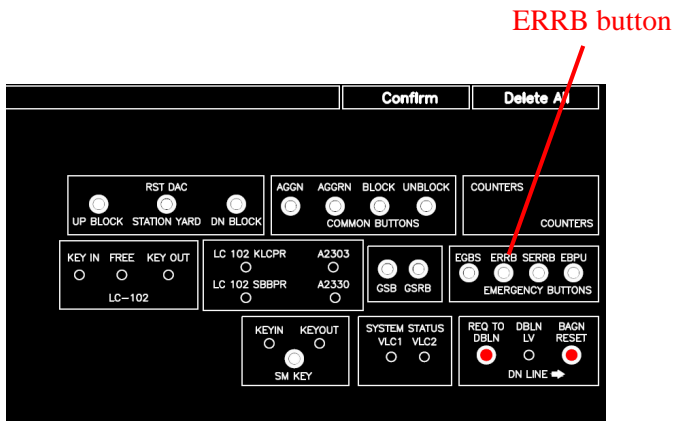 ERRB button
Confirm
Delete All
RST DAC
UP BLOCK STATION YARD DN BLOCK
AGGN AGGRN BLOCK UNBLOCK
COMMON BUTTONS
COUNTERS
COUNTERS
KEY IN FREE KEY OUT
LC-102
LC 102 KLCPR A2303
LC 102 SBBPR A2330
GSB GSRB
EGBS ERRB SERRB EBPU
EMERGENCY BUTTONS
KEYIN KEYOUT
SM KEY
SYSTEM STATUS
VLC1 VLC2
REQ TO DBLN BAGN
DBLN LV RESET
DN LINE